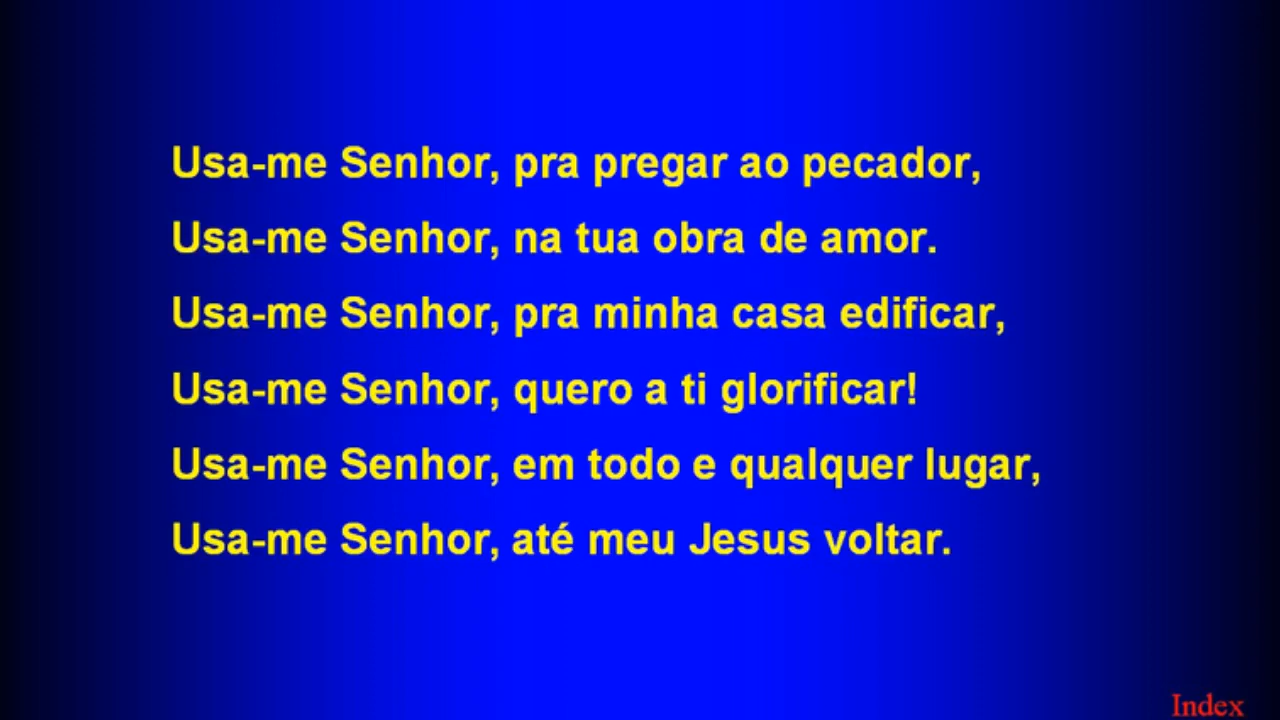 Usa-me Senhor, pra pregar ao pecador,
Usa-me Senhor, na tua obra de amor.
Usa-me Senhor, pra minha casa edificar,
Usa-me Senhor, quero a ti glorificar!
Usa-me Senhor, em todo e qualquer lugar,
Usa-me Senhor, até meu Jesus voltar.
Index